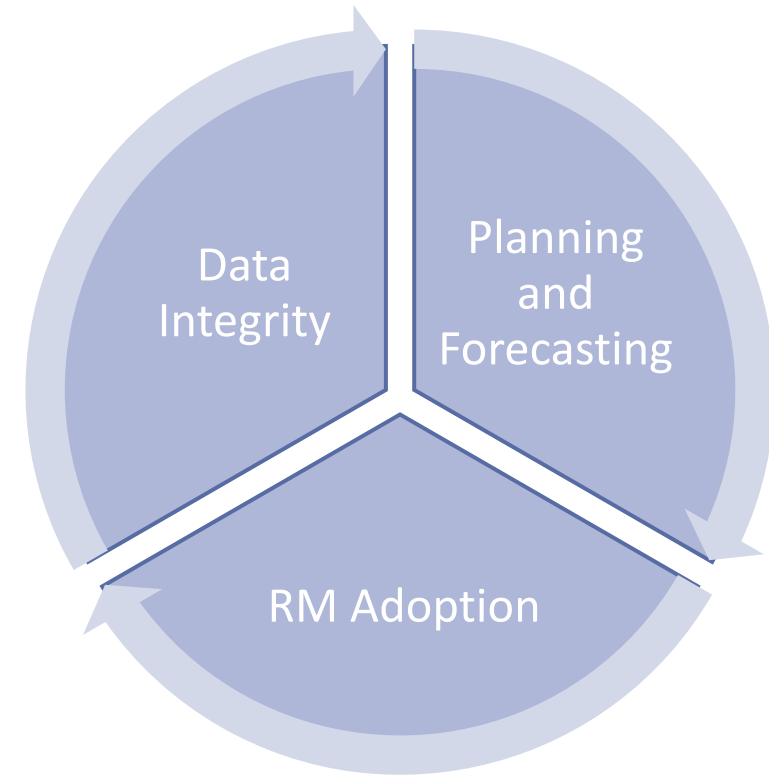 Data
Integrity
Planning
and
Forecasting
RM Adoption